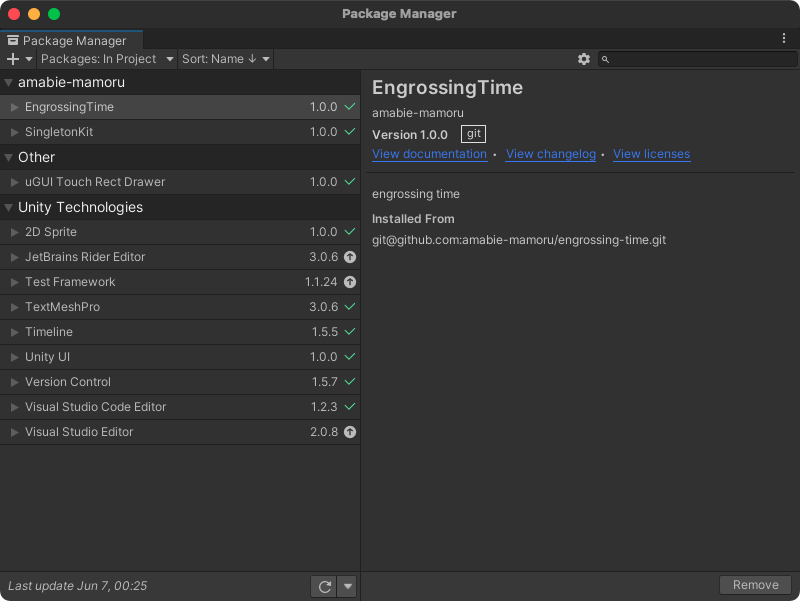 Package Manager
Package Manager
Packages: In Project
Sort: Name ↓
amabie-mamoru
EngrossingTime 1.0.0
SingletonKit 1.0.0
Other
uGUI Touch Rect Drawer 1.0.0
Unity Technologies
2D Sprite 1.0.0
JetBrains Rider Editor 3.0.6
Test Framework 1.1.24
TextMeshPro 3.0.6
Timeline 1.5.5
Unity UI 1.0.0
Version Control 1.5.7
Visual Studio Code Editor 1.2.3
Visual Studio Editor 2.0.8
Last update Jun 7, 00:25
EngrossingTime
amabie-mamoru
Version 1.0.0 git
View documentation • View changelog • View licenses
engrossing time
Installed From
git@github.com:amabie-mamoru/engrossing-time.git
Remove